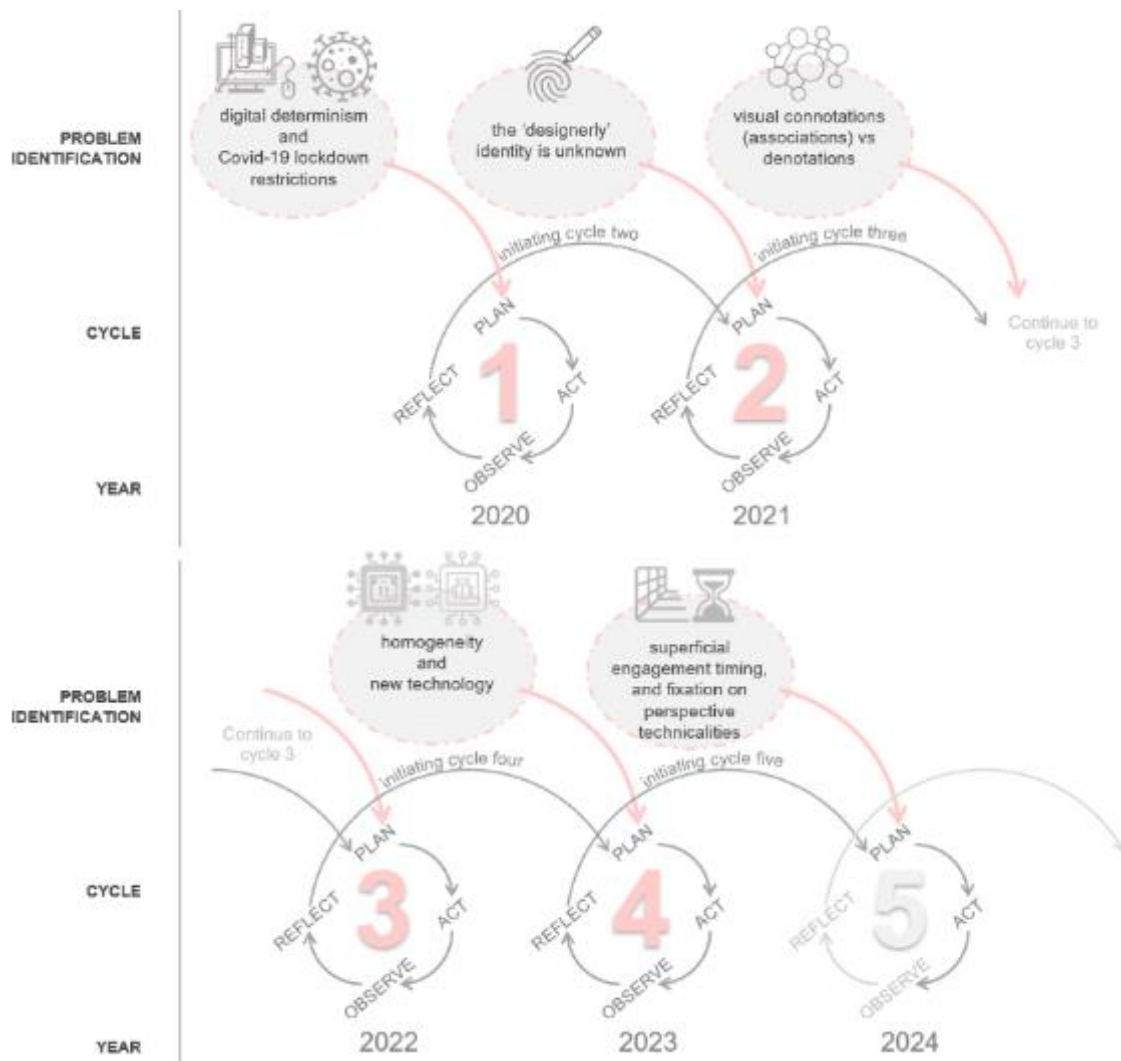 PROBLEM
IDENTIFICATION
digital determinism
and
Covid-19 lockdown
restrictions
the 'designerly'
identity is unknown
visual connotations
(associations) vs
denotations
initiating cycle two
initiating cycle three
CYCLE
PLAN
ACT
OBSERVE
REFLECT
1
PLAN
ACT
OBSERVE
REFLECT
2
Continue to
cycle 3
YEAR
2020
2021
PROBLEM
IDENTIFICATION
homogeneity
and
new technology
superficial
engagement timing,
and fixation on
perspective
technicalities
Continue to
cycle 3
initiating cycle four
initiating cycle five
CYCLE
PLAN
ACT
OBSERVE
REFLECT
3
PLAN
ACT
OBSERVE
REFLECT
4
PLAN
ACT
OBSERVE
REFLECT
5
YEAR
2022
2023
2024